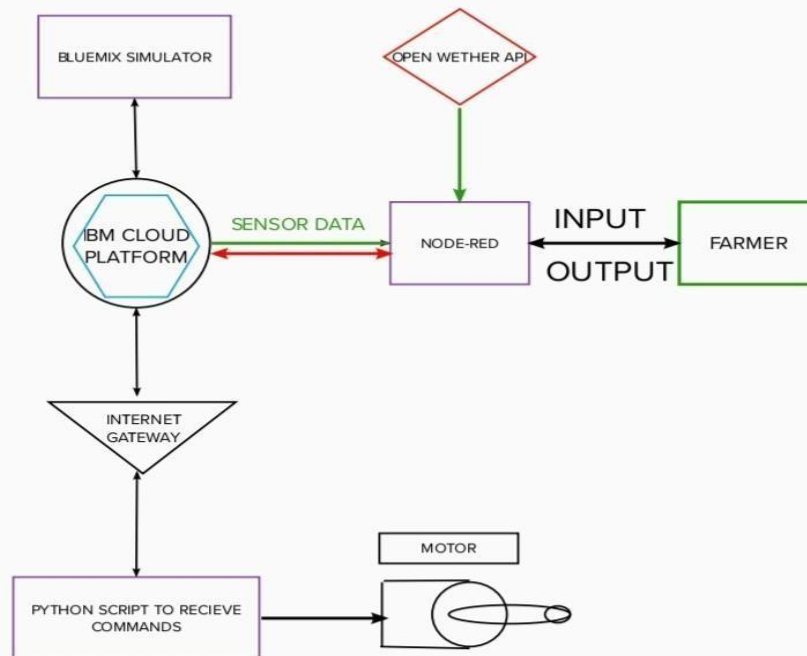 BLUEMIX SIMULATOR
OPEN WETHER API
IBM CLOUD
PLATFORM
SENSOR DATA
NODE-RED
INPUT
OUTPUT
FARMER
INTERNET
GATEWAY
MOTOR
PYTHON SCRIPT TO RECIEVE
COMMANDS